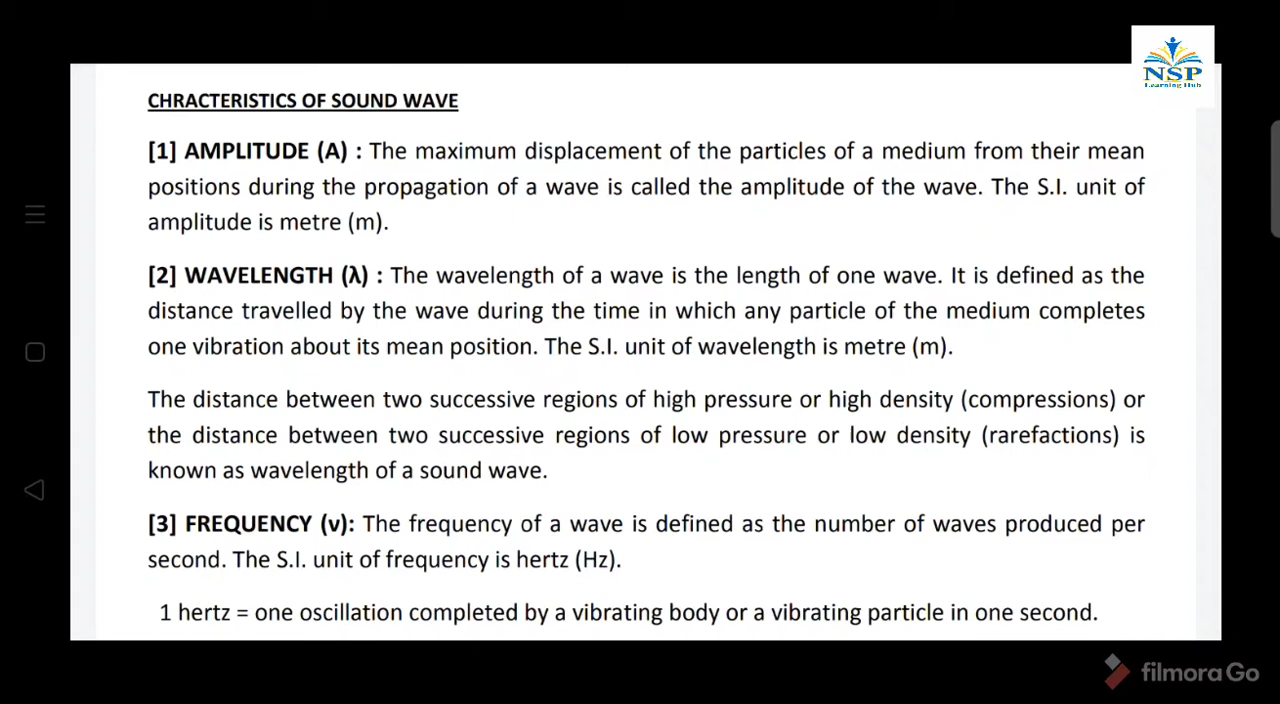 NSP
Learning Hub
CHRACTERISTICS OF SOUND WAVE
[1] AMPLITUDE (A) : The maximum displacement of the particles of a medium from their mean
positions during the propagation of a wave is called the amplitude of the wave. The S.I. unit of
amplitude is metre (m).
[2] WAVELENGTH (λ) : The wavelength of a wave is the length of one wave. It is defined as the
distance travelled by the wave during the time in which any particle of the medium completes
one vibration about its mean position. The S.I. unit of wavelength is metre (m).
The distance between two successive regions of high pressure or high density (compressions) or
the distance between two successive regions of low pressure or low density (rarefactions) is
known as wavelength of a sound wave.
[3] FREQUENCY (ν): The frequency of a wave is defined as the number of waves produced per
second. The S.I. unit of frequency is hertz (Hz).
1 hertz = one oscillation completed by a vibrating body or a vibrating particle in one second.
filmora Go